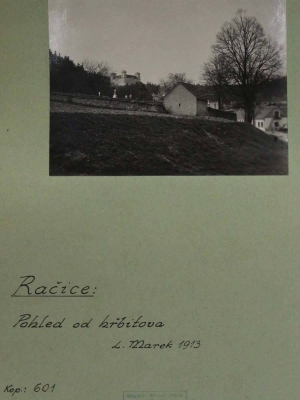 Račice:
Pohled od hřbitova
L. Marek 1913
Kop.: 601